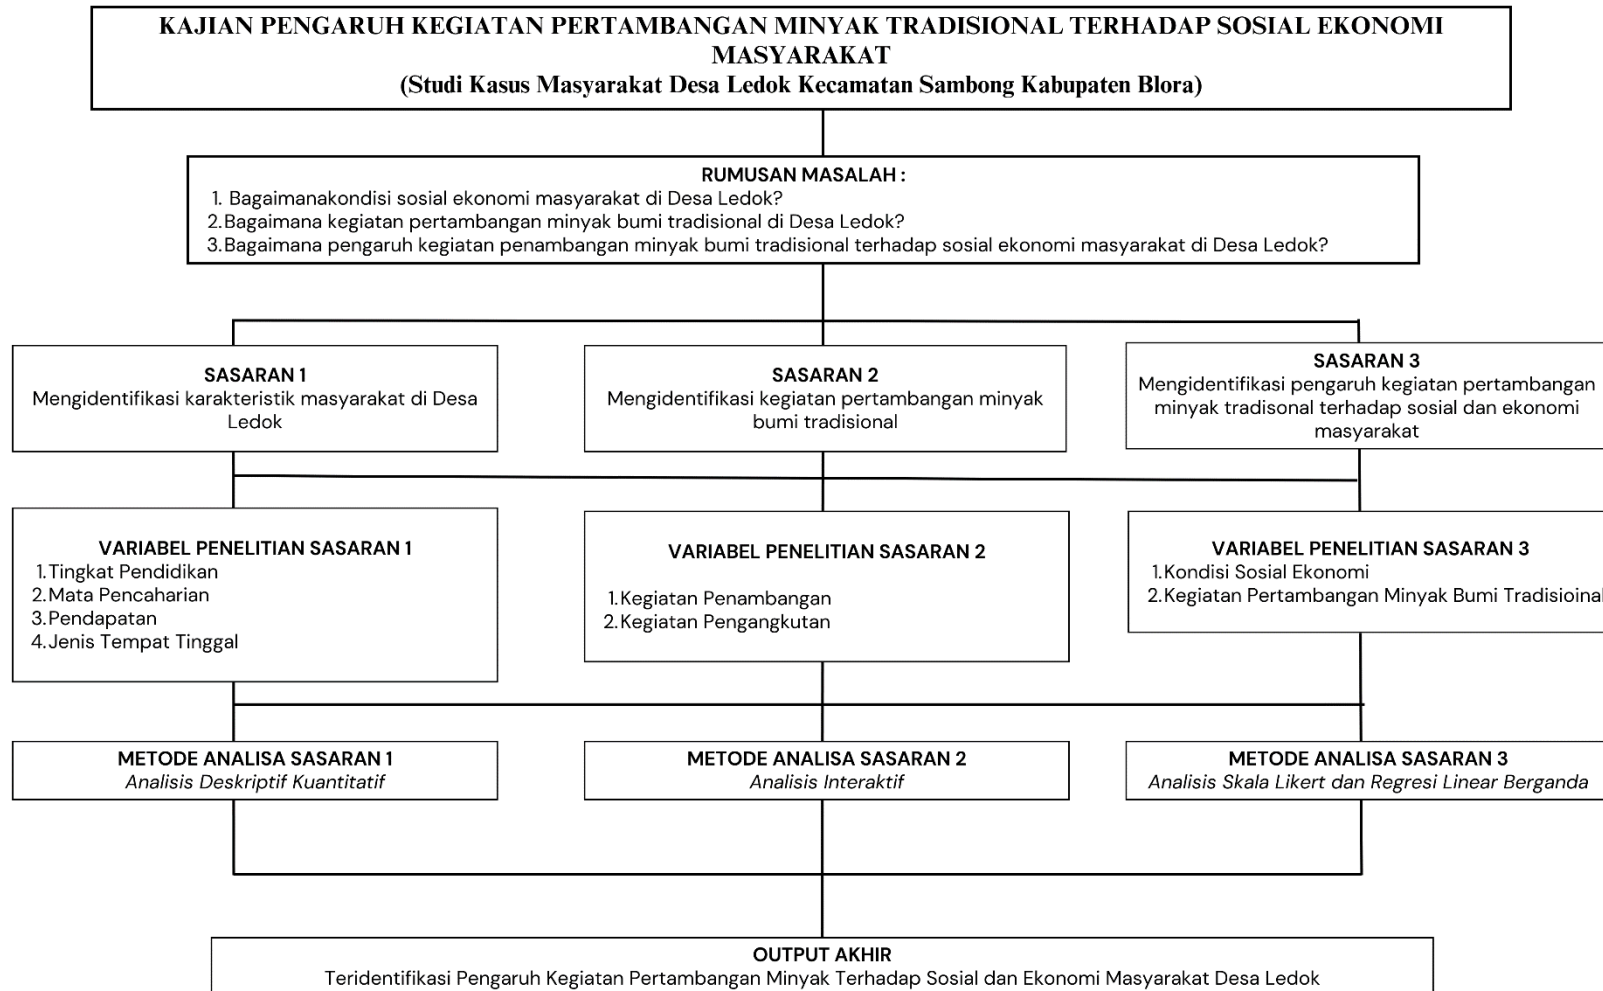 KAJIAN PENGARUH KEGIATAN PERTAMBANGAN MINYAK TRADISIONAL TERHADAP SOSIAL EKONOMI
MASYARAKAT
(Studi Kasus Masyarakat Desa Ledok Kecamatan Sambong Kabupaten Blora)
RUMUSAN MASALAH :
1. Bagaimanakondisi sosial ekonomi masyarakat di Desa Ledok?
2.Bagaimana kegiatan pertambangan minyak bumi tradisional di Desa Ledok?
3.Bagaimana pengaruh kegiatan penambangan minyak bumi tradisional terhadap sosial ekonomi masyarakat di Desa Ledok?
SASARAN 1
Mengidentifikasi karakteristik masyarakat di Desa
Ledok
SASARAN 2
Mengidentifikasi kegiatan pertambangan minyak
bumi tradisional
SASARAN 3
Mengidentifikasi pengaruh kegiatan pertambangan
minyak tradisonal terhadap sosial dan ekonomi
masyarakat
VARIABEL PENELITIAN SASARAN 1
1.Tingkat Pendidikan
2.Mata Pencaharian
3.Pendapatan
4.Jenis Tempat Tinggal
VARIABEL PENELITIAN SASARAN 2
1.Kegiatan Penambangan
2.Kegiatan Pengangkutan
VARIABEL PENELITIAN SASARAN 3
1.Kondisi Sosial Ekonomi
2.Kegiatan Pertambangan Minyak Bumi Tradisioinal
METODE ANALISA SASARAN 1
Analisis Deskriptif Kuantitatif
METODE ANALISA SASARAN 2
Analisis Interaktif
METODE ANALISA SASARAN 3
Analisis Skala Likert dan Regresi Linear Berganda
OUTPUT AKHIR
Teridentifikasi Pengaruh Kegiatan Pertambangan Minyak Terhadap Sosial dan Ekonomi Masyarakat Desa Ledok